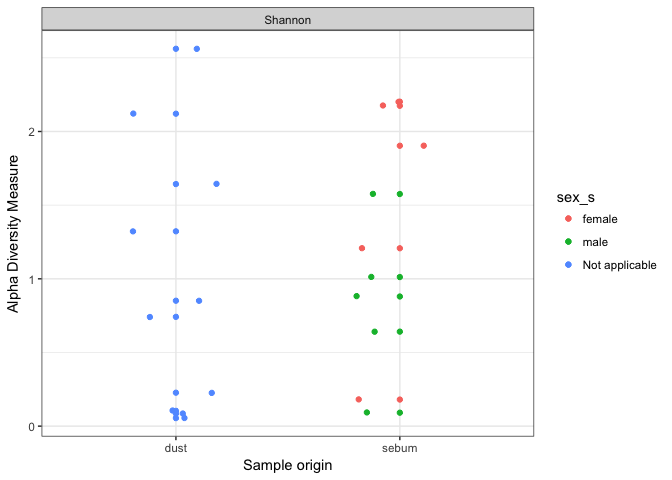 Shannon
Alpha Diversity Measure
2
1
0
dust
sebum
Sample origin
sex_s
female
male
Not applicable